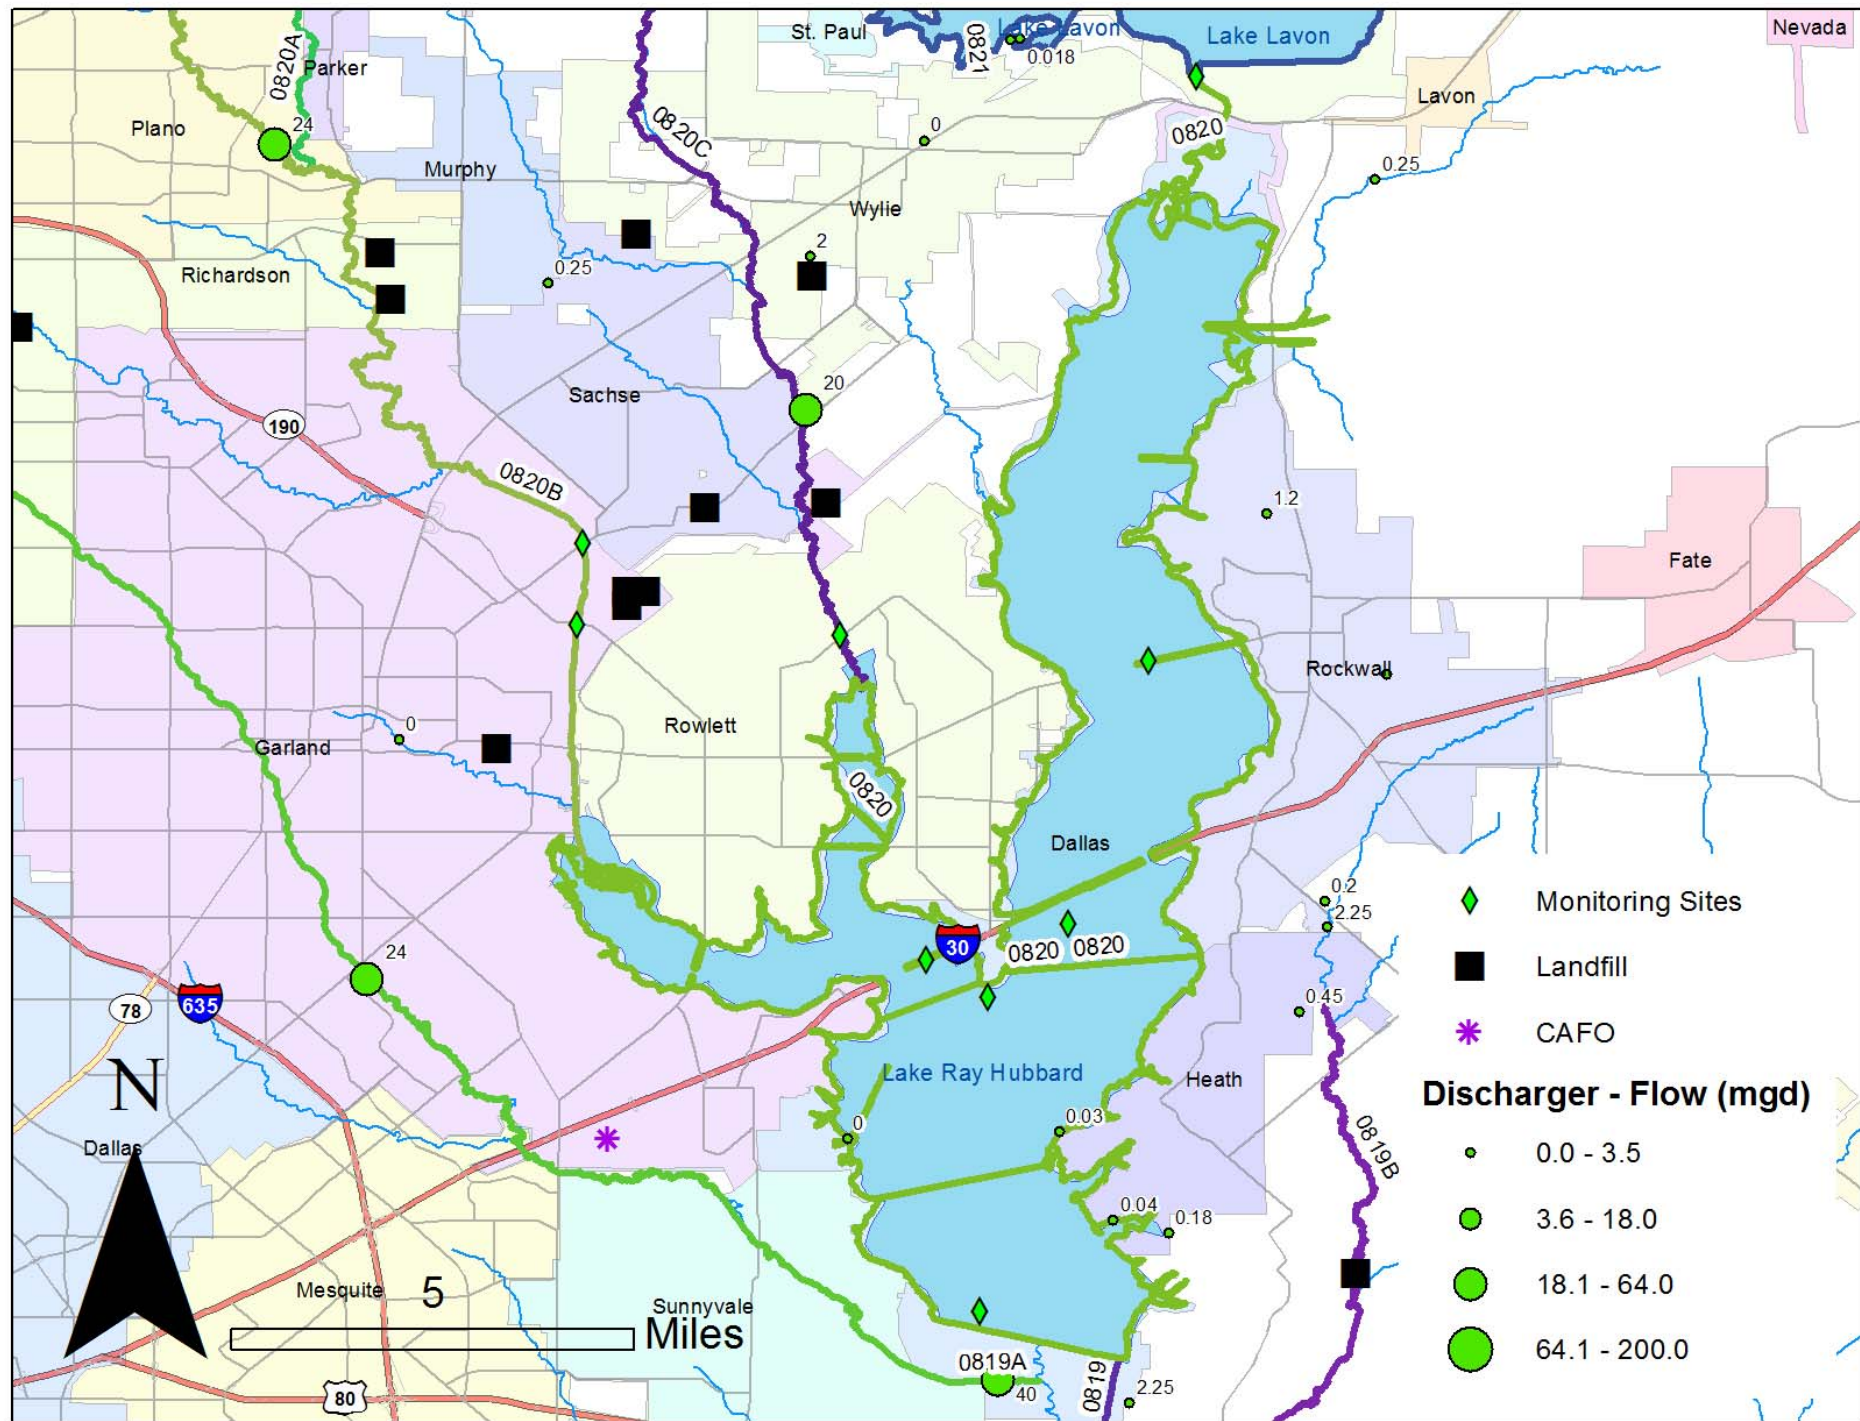 St. Paul
Lake Lavon
Lake Lavon
Nevada
0820A
Parker
0821
0.018
Lavon
Plano
24
0820C
0
0820
0.25
Murphy
Wylie
2
Richardson
0.25
Sachse
20
190
0820B
1.2
Fate
Rockwall
Rowlett
0
Garland
0820
Dallas
0.2
2.25
Monitoring Sites
24
30
0820
0820
Landfill
635
78
0.45
CAFO
N
Lake Ray Hubbard
Heath
Discharger - Flow (mgd)
Dallas
0
0.03
0819B
0.0 - 3.5
0.04
0.18
3.6 - 18.0
Mesquite
5
Sunnyvale
Miles
18.1 - 64.0
0819A
40
0819
2.25
64.1 - 200.0
80